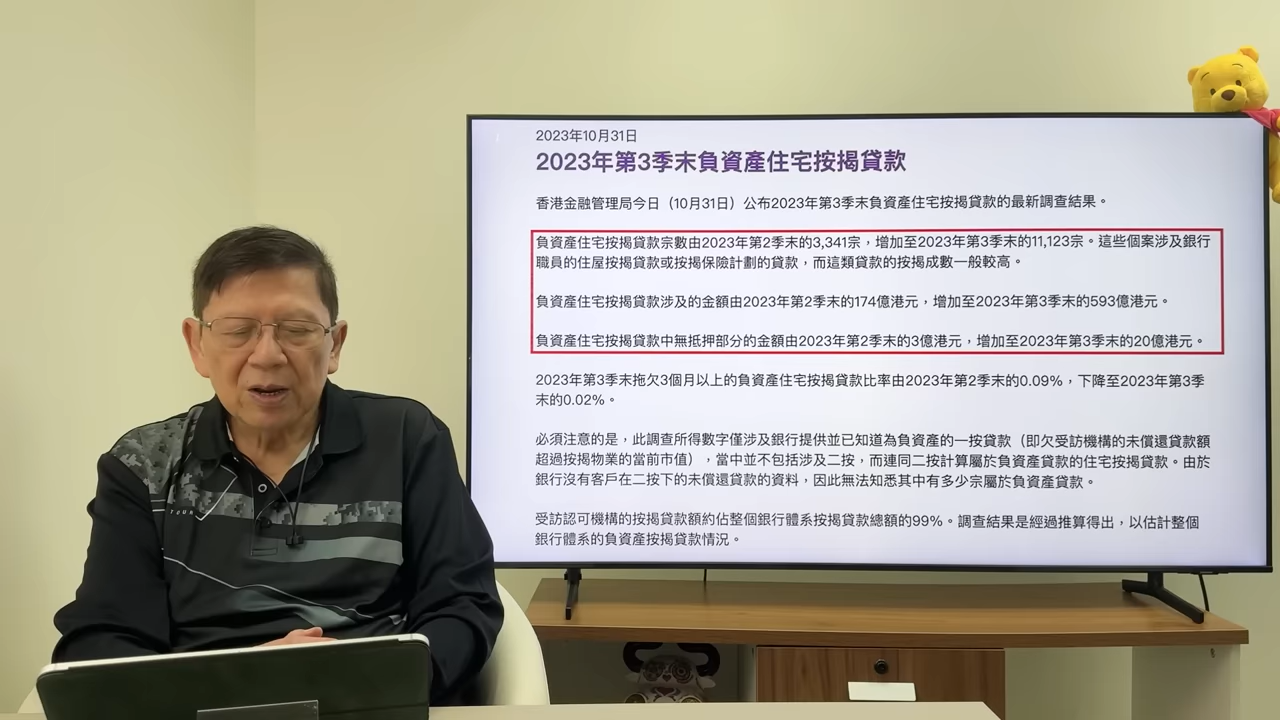 2023年10月31日
2023年第3季末負資產住宅按揭貸款
香港金融管理局今日（10月31日）公布2023年第3季末負資產住宅按揭貸款的最新調查結果。
負資產住宅按揭貸款宗數由2023年第2季末的3,341宗，增加至2023年第3季末的11,123宗。這些個案涉及銀行
職員的住屋按揭貸款或按揭保險計劃的貸款，而這類貸款的按揭成數一般較高。
負資產住宅按揭貸款涉及的金額由2023年第2季末的174億港元，增加至2023年第3季末的593億港元。
負資產住宅按揭貸款中無抵押部分的金額由2023年第2季末的3億港元，增加至2023年第3季末的20億港元。
2023年第3季末拖欠3個月以上的負資產住宅按揭貸款比率由2023年第2季末的0.09%，下降至2023年第3季
末的0.02%。
必須注意的是，此調查所得數字僅涉及銀行提供並已知道為負資產的一按貸款（即欠受訪機構的未償還貸款額
超過按揭物業的當前市值），當中並不包括涉及二按，而連同二按計算屬於負資產貸款的住宅按揭貸款。由於
銀行沒有客戶在二按下的未償還貸款的資料，因此無法知悉其中有多少宗屬於負資產貸款。
受訪認可機構的按揭貸款額約佔整個銀行體系按揭貸款總額的99%。調查結果是經過推算得出，以估計整個
銀行體系的負資產按揭貸款情況。
TOUR